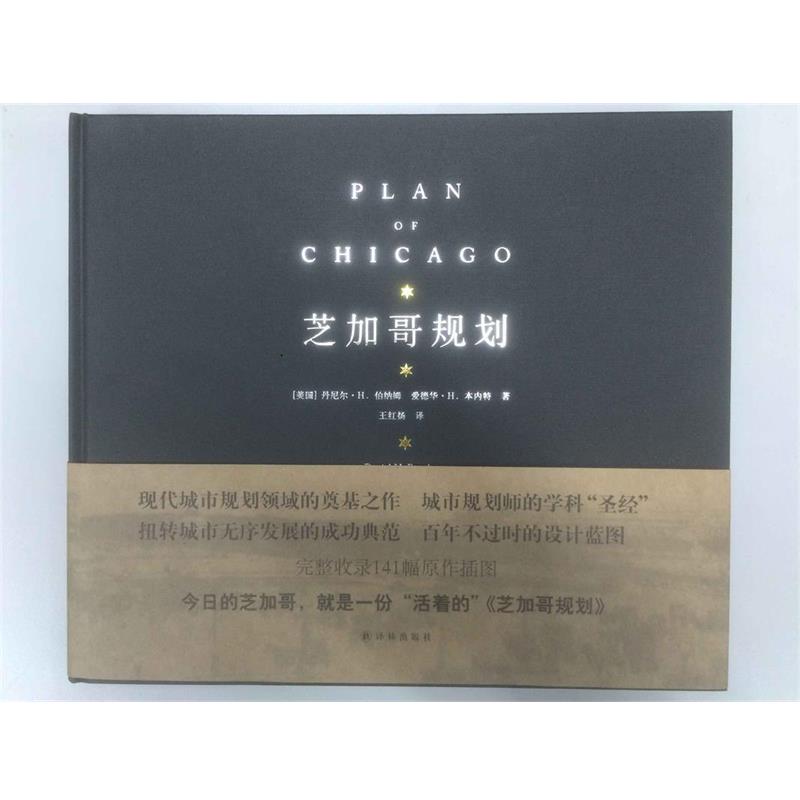 PLAN
OF
CHICAGO
芝加哥规划
[美国] 丹尼尔·H. 伯纳姆 爱德华·H. 本内特 著
王红扬 译
现代城市规划领域的奠基之作 城市规划师的学科“圣经”
扭转城市无序发展的成功典范 百年不过时的设计蓝图
完整收录141幅原作插图
今日的芝加哥，就是一份“活着的”《芝加哥规划》
译林出版社